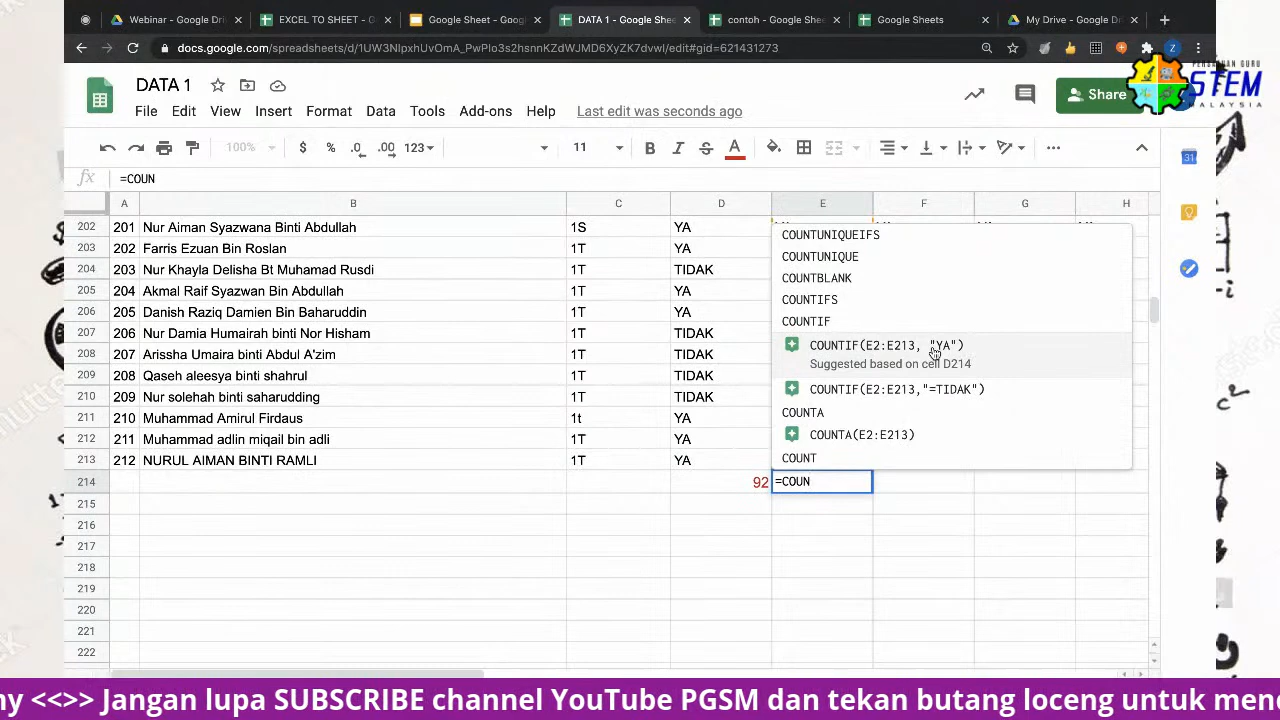 Webinar - Google Dri
EXCEL TO SHEET - G
Google Sheet - Googl
DATA 1 - Google Shee
contoh - Google Shee
Google Sheets
My Drive - Google Dri
docs.google.com/spreadsheets/d/1UW3NlpxhUvOmA_PwPlo3s2hsnnKZdWJMD6XyZK7dvwI/edit#gid=621431273
DATA 1
File Edit View Insert Format Data Tools Add-ons Help Last edit was seconds ago
Share
PERSATUAN GURU
STEM
MALAYSIA
100% $ % .0 .00 123 11 B I S A
31
fx =COUN
A B C D E F G H
202 201 Nur Aiman Syazwana Binti Abdullah 1S YA
203 202 Farris Ezuan Bin Roslan 1T YA
204 203 Nur Khayla Delisha Bt Muhamad Rusdi 1T TIDAK
205 204 Akmal Raif Syazwan Bin Abdullah 1T YA
206 205 Danish Raziq Damien Bin Baharuddin 1T YA
207 206 Nur Damia Humairah binti Nor Hisham 1T TIDAK
208 207 Arissha Umaira binti Abdul A'zim 1T TIDAK
209 208 Qaseh aleesya binti shahrul 1T TIDAK
210 209 Nur solehah binti saharudding 1T TIDAK
211 210 Muhammad Amirul Firdaus 1t YA
212 211 Muhammad adlin miqail bin adli 1T YA
213 212 NURUL AIMAN BINTI RAMLI 1T YA
214 92 =COUN
215
216
217
218
219
220
221
222
COUNTUNIQUEIFS
COUNTUNIQUE
COUNTBLANK
COUNTIFS
COUNTIF
COUNTIF(E2:E213, "YA")
Suggested based on cell D214
COUNTIF(E2:E213,"=TIDAK")
COUNTA
COUNTA(E2:E213)
COUNT
ny <<>> Jangan lupa SUBSCRIBE channel YouTube PGSM dan tekan butang loceng untuk mend